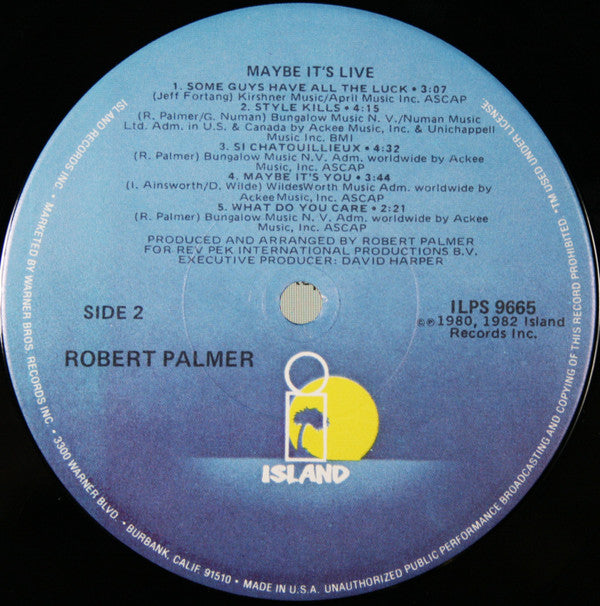 MAYBE IT'S LIVE
1. SOME GUYS HAVE ALL THE LUCK • 3:07
(Jeff Fortang) Kirshner Music/April Music Inc. ASCAP
2. STYLE KILLS • 4:15
(R. Palmer/G. Numan) Bungalow Music N. V./Numan Music
Ltd. Adm. in U.S. & Canada by Ackee Music, Inc. & Unichappell
Music Inc. BMI
3. SI CHATOUILLIEUX • 4:32
(R. Palmer) Bungalow Music N.V. Adm. worldwide by Ackee
Music, Inc. ASCAP
4. MAYBE IT'S YOU • 3:44
(I. Ainsworth/D. Wilde) WildesWorth Music Adm. worldwide by
Ackee Music, Inc. ASCAP
5. WHAT DO YOU CARE • 2:21
(R. Palmer) Bungalow Music N. V. Adm. worldwide by Ackee
Music, Inc. ASCAP
PRODUCED AND ARRANGED BY ROBERT PALMER
FOR REV PEK INTERNATIONAL PRODUCTIONS B.V.
EXECUTIVE PRODUCER: DAVID HARPER
SIDE 2
ILPS 9665
©℗1980, 1982 Island
Records Inc.
ROBERT PALMER
ISLAND
ISLAND RECORDS INC • MARKETED BY WARNER BROS. RECORDS INC. • 3300 WARNER BLVD • BURBANK, CALIF. 91510 • MADE IN U.S.A. UNAUTHORIZED PUBLIC PERFORMANCE BROADCASTING AND COPYING OF THIS RECORD PROHIBITED • TM USED UNDER LICENSE